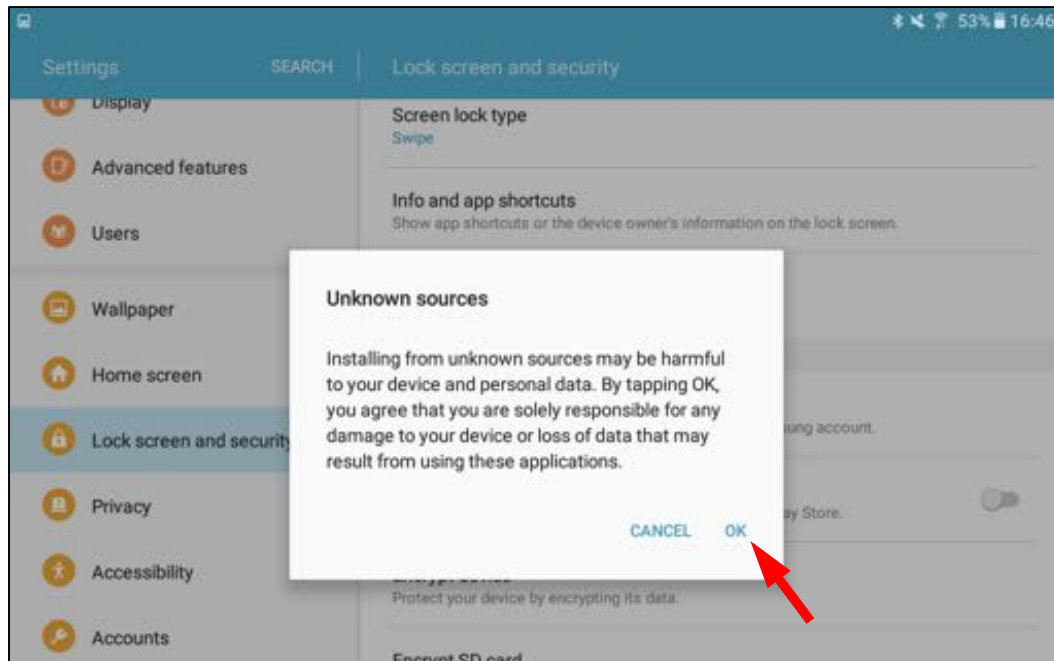 53% 16:46
Settings SEARCH Lock screen and security
Display
Advanced features
Users
Wallpaper
Home screen
Lock screen and security
Privacy
Accessibility
Accounts
Screen lock type
Swipe
Info and app shortcuts
Show app shortcuts or the device owner's information on the lock screen.
Unknown sources
Installing from unknown sources may be harmful
to your device and personal data. By tapping OK,
you agree that you are solely responsible for any
damage to your device or loss of data that may
result from using these applications.
CANCEL OK
account.
Store.
Protect your device by encrypting its data.
Encrypt SD card